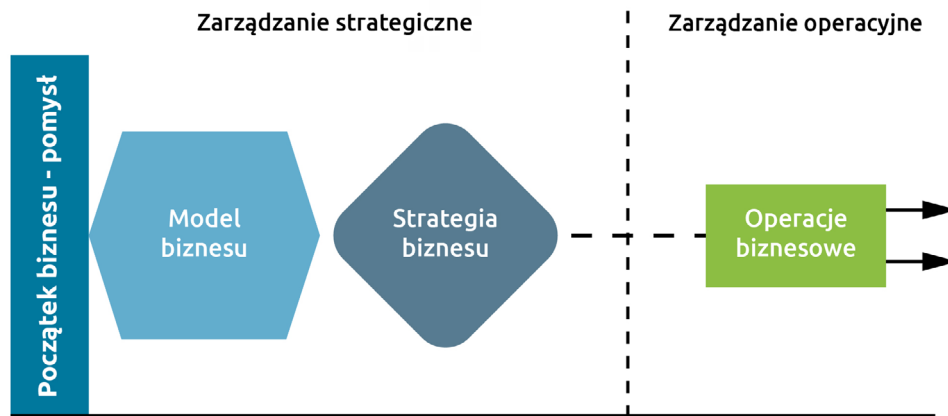 Zarządzanie strategiczne
Zarządzanie operacyjne
Początek biznesu - pomysł
Model
biznesu
Strategia
biznesu
Operacje
biznesowe